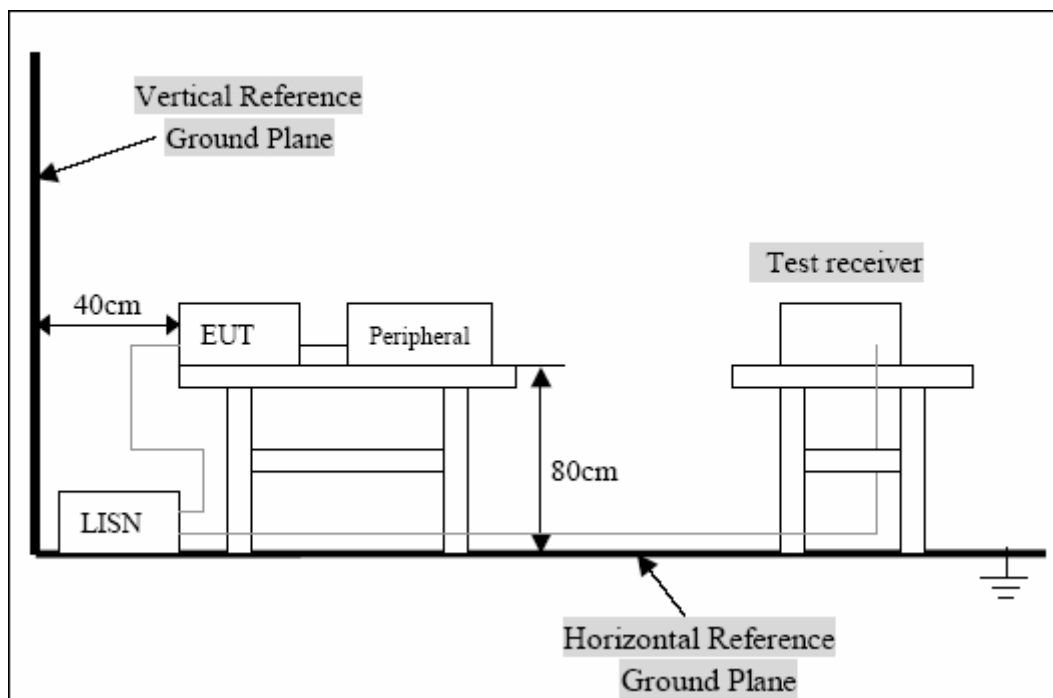 Vertical Reference
Ground Plane
Test receiver
40cm
EUT
Peripheral
80cm
LISN
Horizontal Reference
Ground Plane